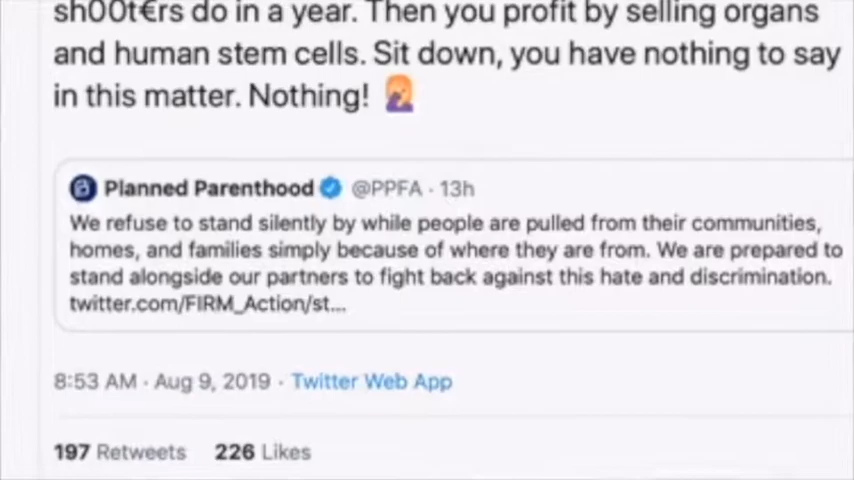 sh00t€rs do in a year. Then you profit by selling organs
and human stem cells. Sit down, you have nothing to say
in this matter. Nothing! 🤦🏼‍♀️
Planned Parenthood @PPFA · 13h
We refuse to stand silently by while people are pulled from their communities,
homes, and families simply because of where they are from. We are prepared to
stand alongside our partners to fight back against this hate and discrimination.
twitter.com/FIRM_Action/st...
8:53 AM · Aug 9, 2019 · Twitter Web App
197 Retweets 226 Likes